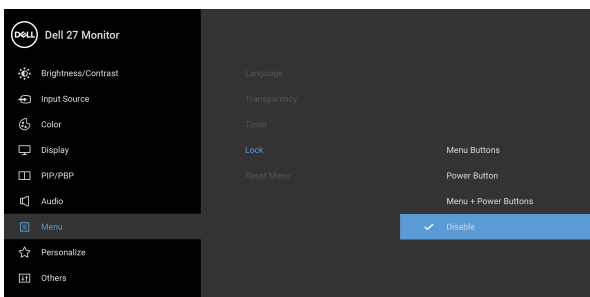 DELL
Dell 27 Monitor
Brightness/Contrast
Input Source
Color
Display
PIP/PBP
Audio
Menu
Personalize
Others
Language
Transparency
Timer
Lock
Reset Menu
Menu Buttons
Power Button
Menu + Power Buttons
Disable